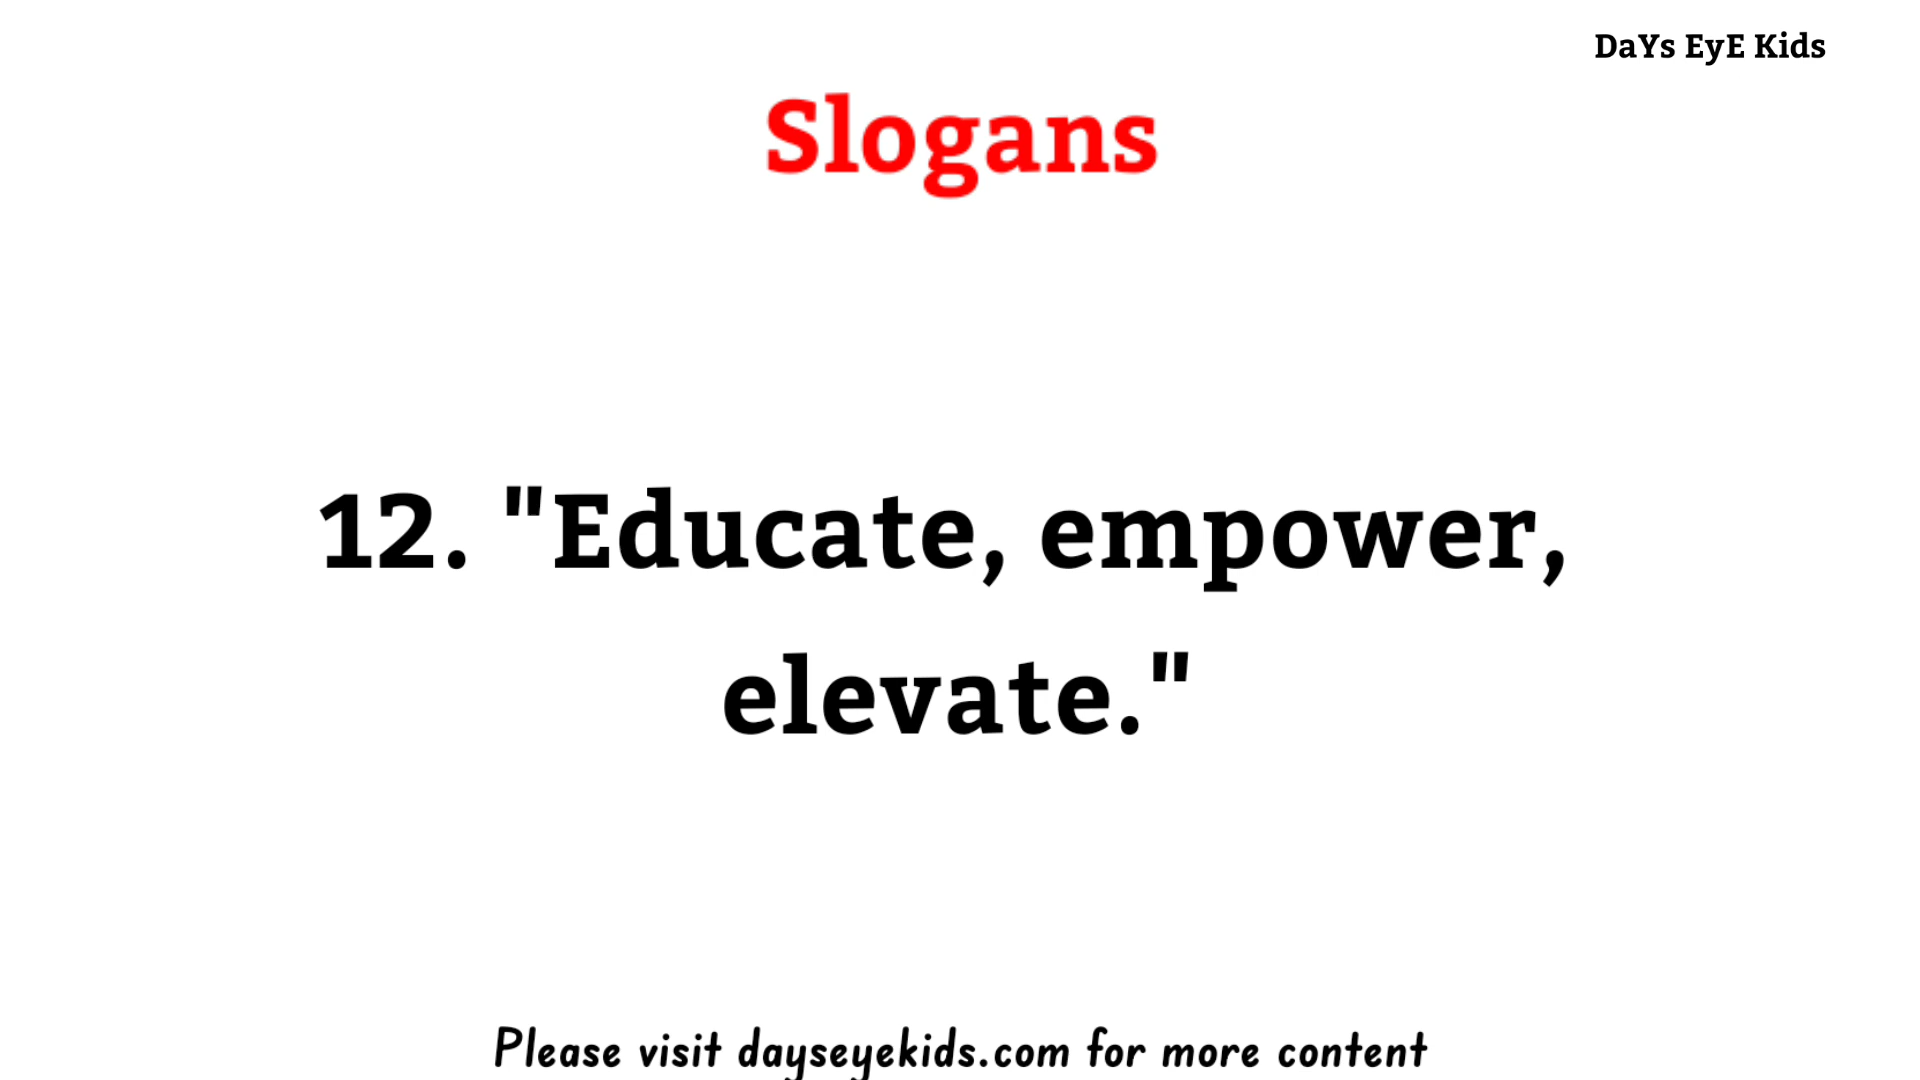 DaYs EyE Kids
Slogans
12. "Educate, empower,
elevate."
Please visit dayseyekids.com for more content